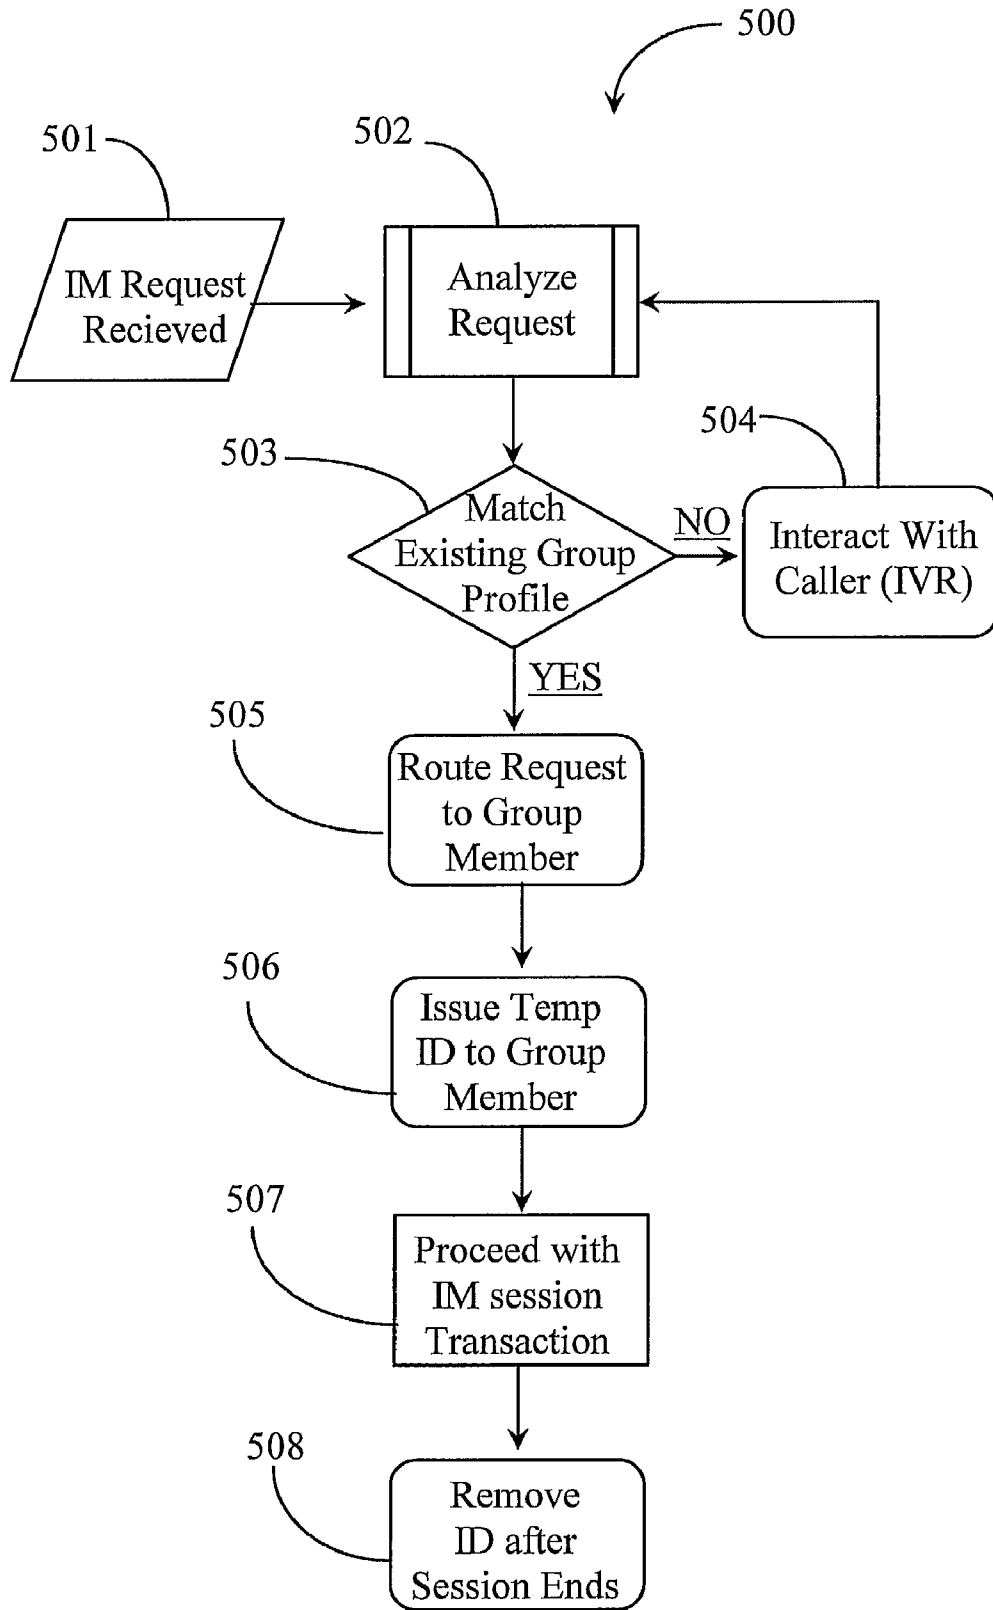 500
501
502
IM Request
Recieved
Analyze
Request
503
504
Match
Existing Group
Profile
NO
Interact With
Caller (IVR)
YES
505
Route Request
to Group
Member
506
Issue Temp
ID to Group
Member
507
Proceed with
IM session
Transaction
508
Remove
ID after
Session Ends